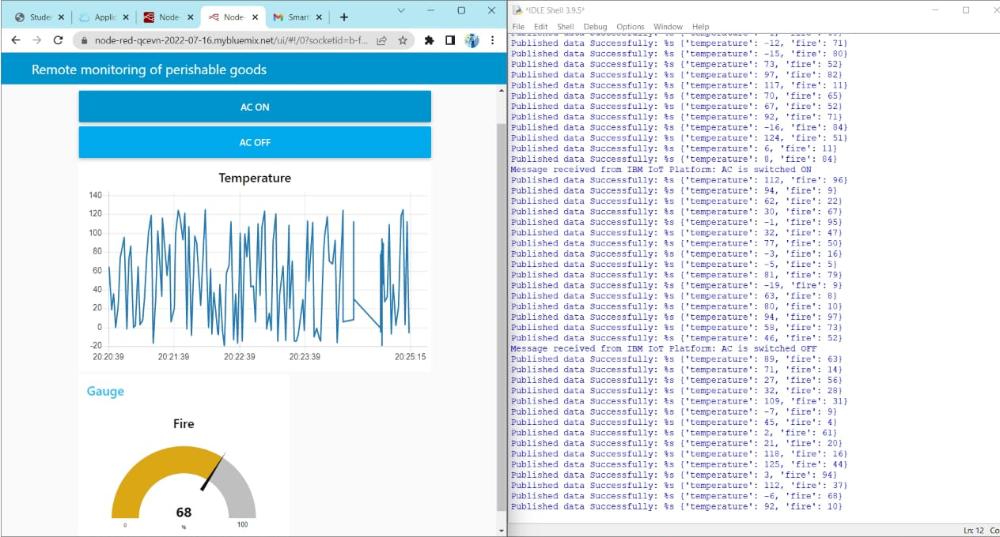 Studer
Applic
Node-
Node-
Smart
node-red-qcevn-2022-07-16.mybluemix.net/ui/#!/0?socketid=b-f...
Remote monitoring of perishable goods
AC ON
AC OFF
Temperature
140
120
100
80
60
40
20
0
-20
20:20:39 20:21:39 20:22:39 20:23:39 20:25:15
Gauge
Fire
68
%
0
100
*IDLE Shell 3.9.5*
File Edit Shell Debug Options Window Help
Published data Successfully: %s {'temperature': -12, 'fire': 71}
Published data Successfully: %s {'temperature': -15, 'fire': 80}
Published data Successfully: %s {'temperature': 73, 'fire': 52}
Published data Successfully: %s {'temperature': 97, 'fire': 82}
Published data Successfully: %s {'temperature': 117, 'fire': 11}
Published data Successfully: %s {'temperature': 70, 'fire': 65}
Published data Successfully: %s {'temperature': 67, 'fire': 52}
Published data Successfully: %s {'temperature': 92, 'fire': 71}
Published data Successfully: %s {'temperature': -16, 'fire': 84}
Published data Successfully: %s {'temperature': 124, 'fire': 51}
Published data Successfully: %s {'temperature': 6, 'fire': 11}
Published data Successfully: %s {'temperature': 8, 'fire': 84}
Message received from IBM IoT Platform: AC is switched ON
Published data Successfully: %s {'temperature': 112, 'fire': 96}
Published data Successfully: %s {'temperature': 94, 'fire': 9}
Published data Successfully: %s {'temperature': 62, 'fire': 22}
Published data Successfully: %s {'temperature': 30, 'fire': 67}
Published data Successfully: %s {'temperature': -1, 'fire': 95}
Published data Successfully: %s {'temperature': 32, 'fire': 47}
Published data Successfully: %s {'temperature': 77, 'fire': 50}
Published data Successfully: %s {'temperature': -3, 'fire': 16}
Published data Successfully: %s {'temperature': -5, 'fire': 5}
Published data Successfully: %s {'temperature': 81, 'fire': 79}
Published data Successfully: %s {'temperature': -19, 'fire': 9}
Published data Successfully: %s {'temperature': 63, 'fire': 8}
Published data Successfully: %s {'temperature': 80, 'fire': 10}
Published data Successfully: %s {'temperature': 94, 'fire': 97}
Published data Successfully: %s {'temperature': 58, 'fire': 73}
Published data Successfully: %s {'temperature': 46, 'fire': 52}
Message received from IBM IoT Platform: AC is switched OFF
Published data Successfully: %s {'temperature': 89, 'fire': 63}
Published data Successfully: %s {'temperature': 71, 'fire': 14}
Published data Successfully: %s {'temperature': 27, 'fire': 56}
Published data Successfully: %s {'temperature': 32, 'fire': 28}
Published data Successfully: %s {'temperature': 109, 'fire': 31}
Published data Successfully: %s {'temperature': -7, 'fire': 9}
Published data Successfully: %s {'temperature': 45, 'fire': 4}
Published data Successfully: %s {'temperature': 2, 'fire': 61}
Published data Successfully: %s {'temperature': 21, 'fire': 20}
Published data Successfully: %s {'temperature': 118, 'fire': 16}
Published data Successfully: %s {'temperature': 125, 'fire': 44}
Published data Successfully: %s {'temperature': 3, 'fire': 94}
Published data Successfully: %s {'temperature': 112, 'fire': 37}
Published data Successfully: %s {'temperature': -6, 'fire': 68}
Published data Successfully: %s {'temperature': 92, 'fire': 10}
Ln: 12 Co